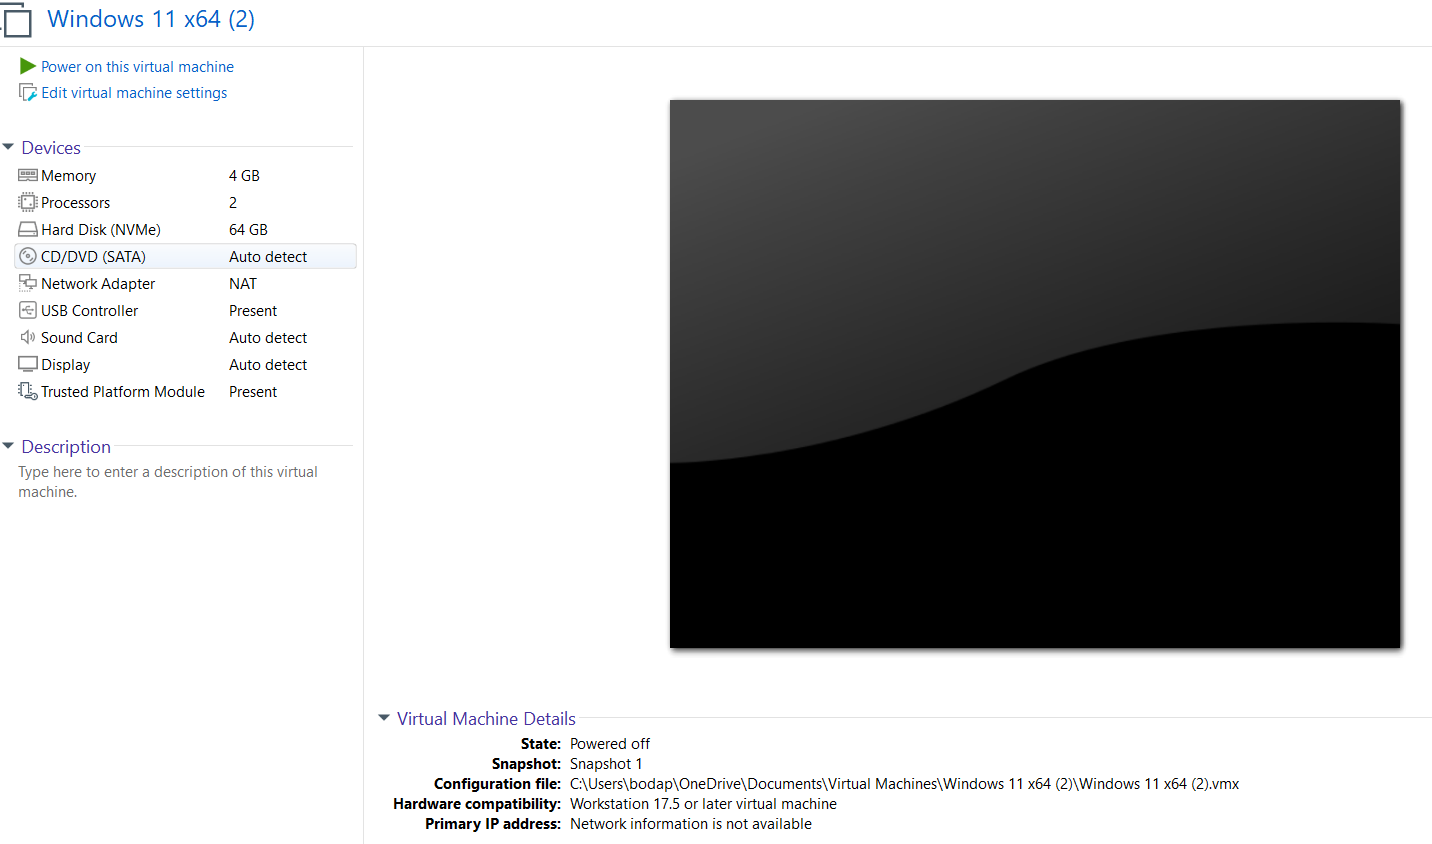 Windows 11 x64 (2)
Power on this virtual machine
Edit virtual machine settings
Devices
Memory 4 GB
Processors 2
Hard Disk (NVMe) 64 GB
CD/DVD (SATA) Auto detect
Network Adapter NAT
USB Controller Present
Sound Card Auto detect
Display Auto detect
Trusted Platform Module Present
Description
Type here to enter a description of this virtual
machine.
Virtual Machine Details
State: Powered off
Snapshot: Snapshot 1
Configuration file: C:\Users\bodap\OneDrive\Documents\Virtual Machines\Windows 11 x64 (2)\Windows 11 x64 (2).vmx
Hardware compatibility: Workstation 17.5 or later virtual machine
Primary IP address: Network information is not available